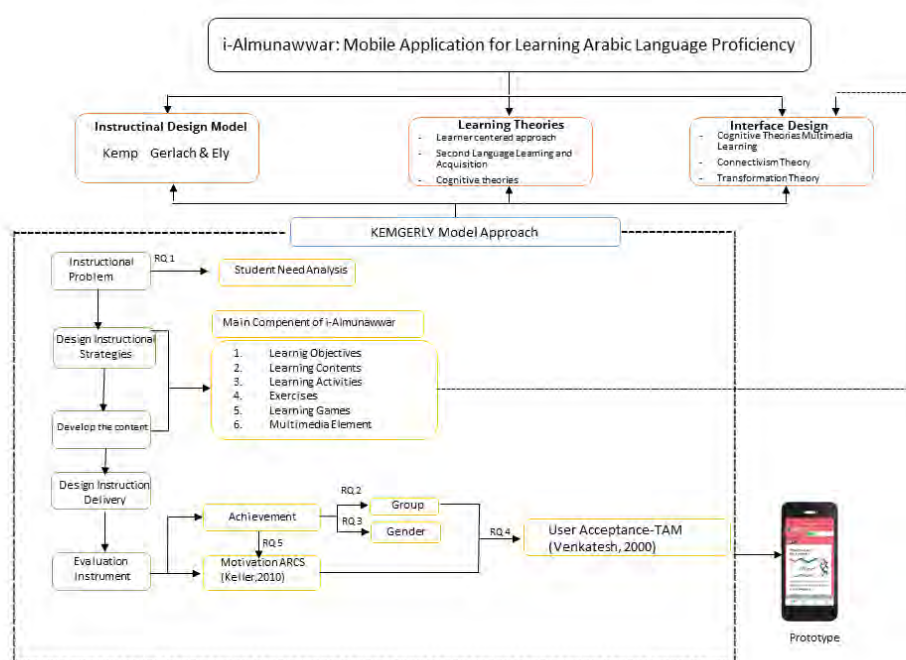 i-Almunawwar: Mobile Application for Learning Arabic Language Proficiency
Instructinal Design Model
Kemp Gerlach & Ely
Learning Theories
- Learner centered approach
- Second Language Learning and
Acquisition
- Cognitive theories
Interface Design
- Cognitive Theories Multimedia
Learning
- Connectivism Theory
- Transformation Theory
KEMGERLY Model Approach
Instructional
Problem
RQ 1
Student Need Analysis
Design Instructional
Strategies
Main Compenent of i-Almunawwar
1. Learnig Objectives
2. Learning Contents
3. Learning Activities
4. Exercises
5. Learning Games
6. Multimedia Element
Develop the content
Design Instruction
Delivery
Evaluation
Instrument
Achievement
RQ 2
RQ 3
Group
Gender
RQ 5
Motivation ARCS
(Keller,2010)
RQ 4
User Acceptance-TAM
(Venkatesh, 2000)
Prototype